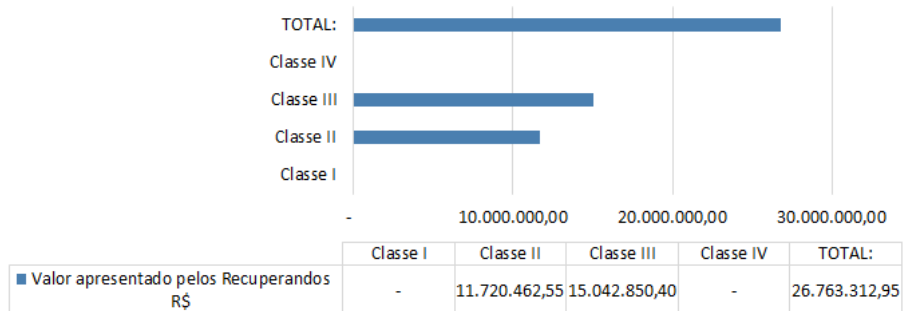 TOTAL:
Classe IV
Classe III
Classe II
Classe I
- 10.000.000,00 20.000.000,00 30.000.000,00
Classe I Classe II Classe III Classe IV TOTAL:
Valor apresentado pelos Recuperandos
R$
- 11.720.462,55 15.042.850,40 - 26.763.312,95